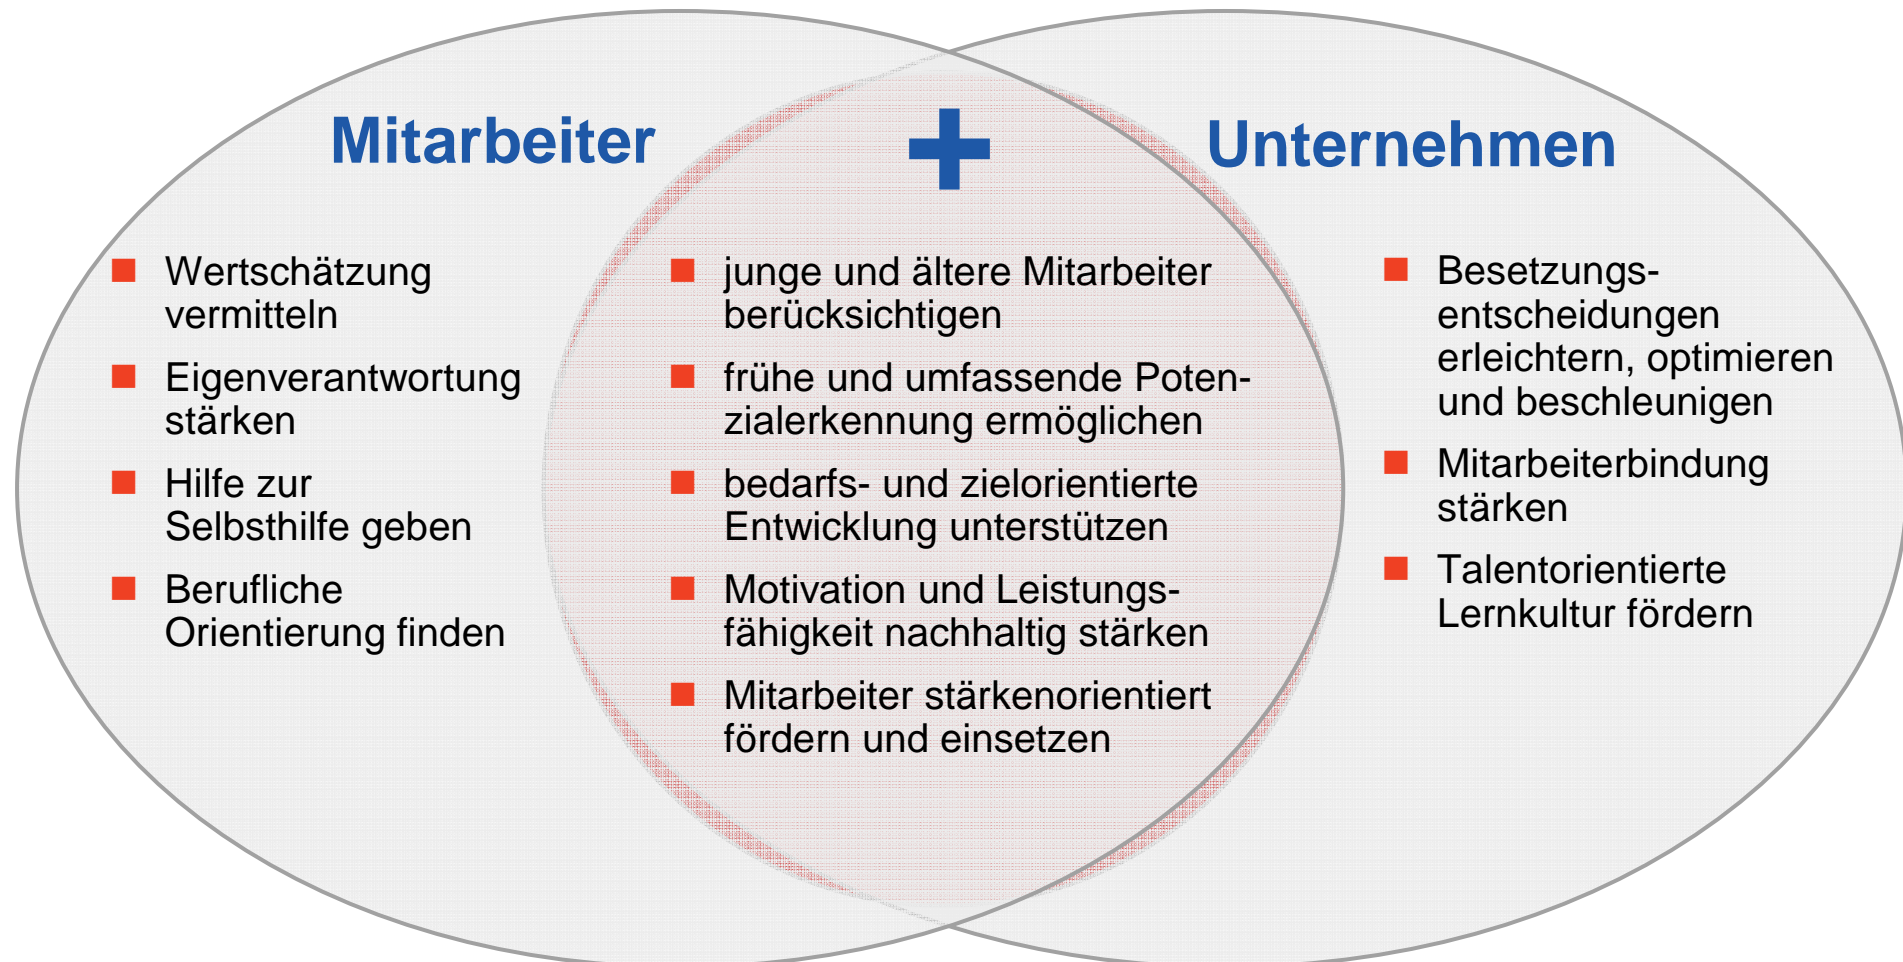 Mitarbeiter
+
Unternehmen
Wertschätzung
vermitteln
Eigenverantwortung
stärken
Hilfe zur
Selbsthilfe geben
Berufliche
Orientierung finden
junge und ältere Mitarbeiter
berücksichtigen
frühe und umfassende Poten-
zialerkennung ermöglichen
bedarfs- und zielorientierte
Entwicklung unterstützen
Motivation und Leistungs-
fähigkeit nachhaltig stärken
Mitarbeiter stärkenorientiert
fördern und einsetzen
Besetzungs-
entscheidungen
erleichtern, optimieren
und beschleunigen
Mitarbeiterbindung
stärken
Talentorientierte
Lernkultur fördern